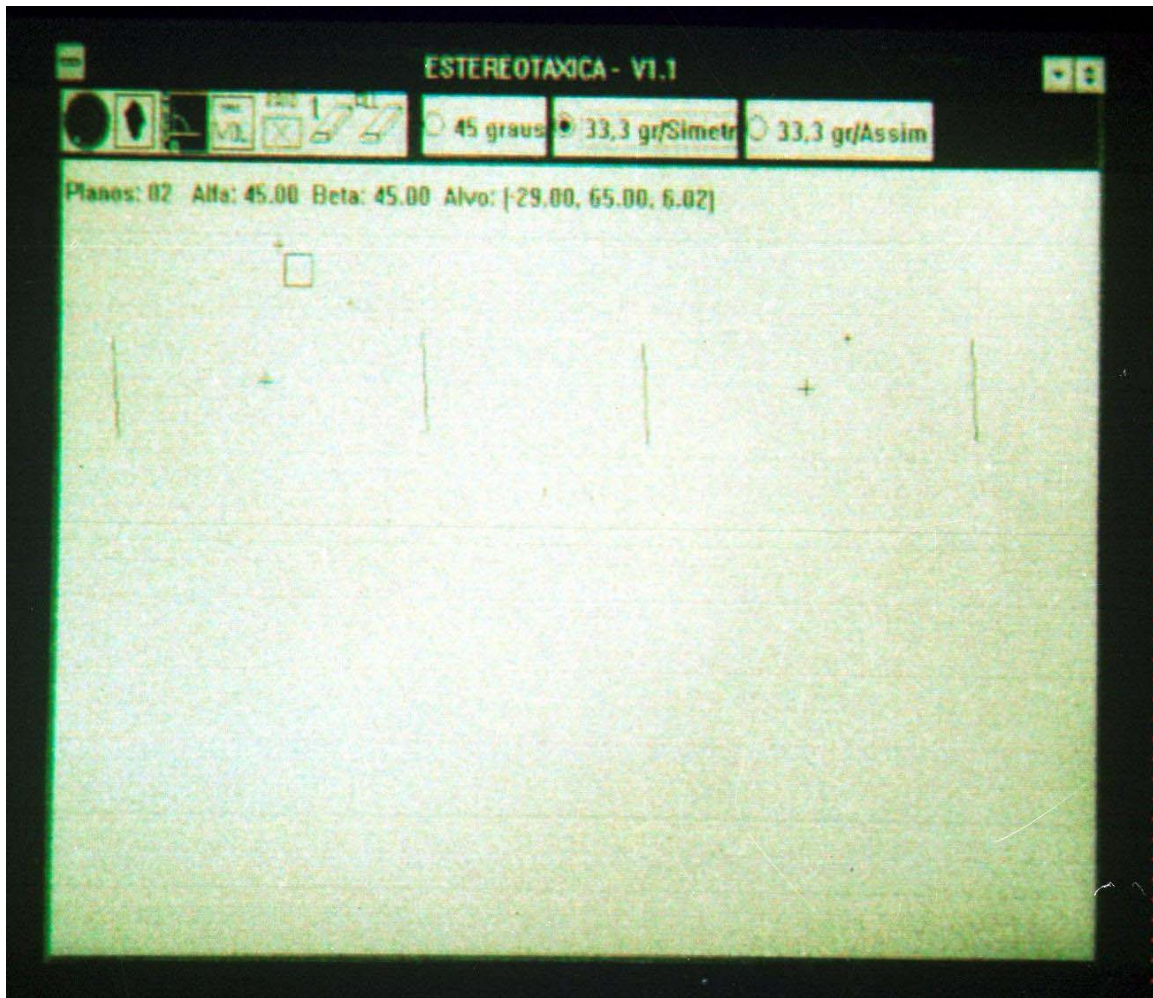 ESTEREOTAXICA - V1.1
VOL 45 graus 33,3 gr/Simetr 33,3 gr/Assim
Planos: 02 Alfa: 45.00 Beta: 45.00 Alvo: [-29.00, 65.00, 6.02]